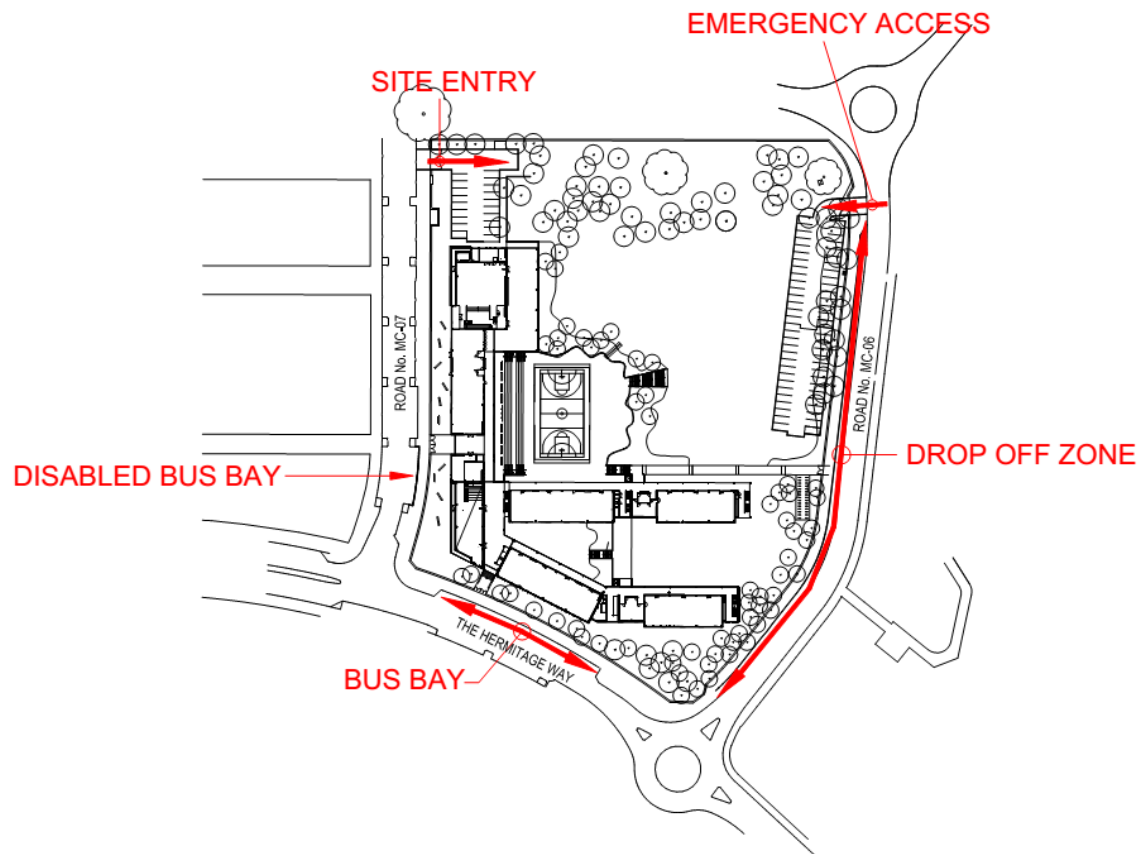 EMERGENCY ACCESS
SITE ENTRY
ROAD No. MC-07
ROAD No. MC-06
DISABLED BUS BAY
DROP OFF ZONE
THE HERMITAGE WAY
BUS BAY